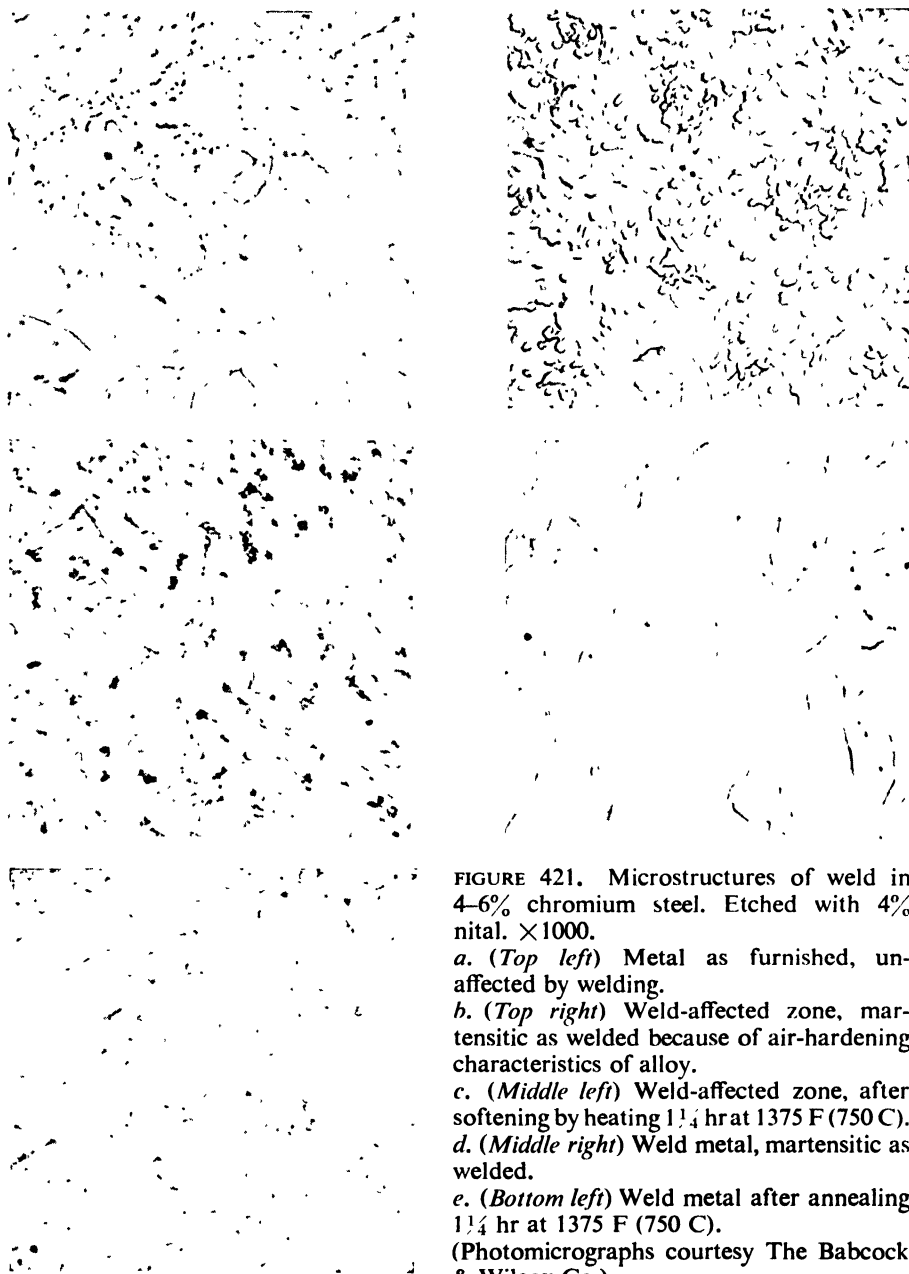 FIGURE 421. Microstructures of weld in
4–6% chromium steel. Etched with 4%
nital. ×1000.
a. (Top left) Metal as furnished, un-
affected by welding.
b. (Top right) Weld-affected zone, mar-
tensitic as welded because of air-hardening
characteristics of alloy.
c. (Middle left) Weld-affected zone, after
softening by heating 1¼ hr at 1375 F (750 C).
d. (Middle right) Weld metal, martensitic as
welded.
e. (Bottom left) Weld metal after annealing
1¼ hr at 1375 F (750 C).
(Photomicrographs courtesy The Babcock
& Wilcox Co.)